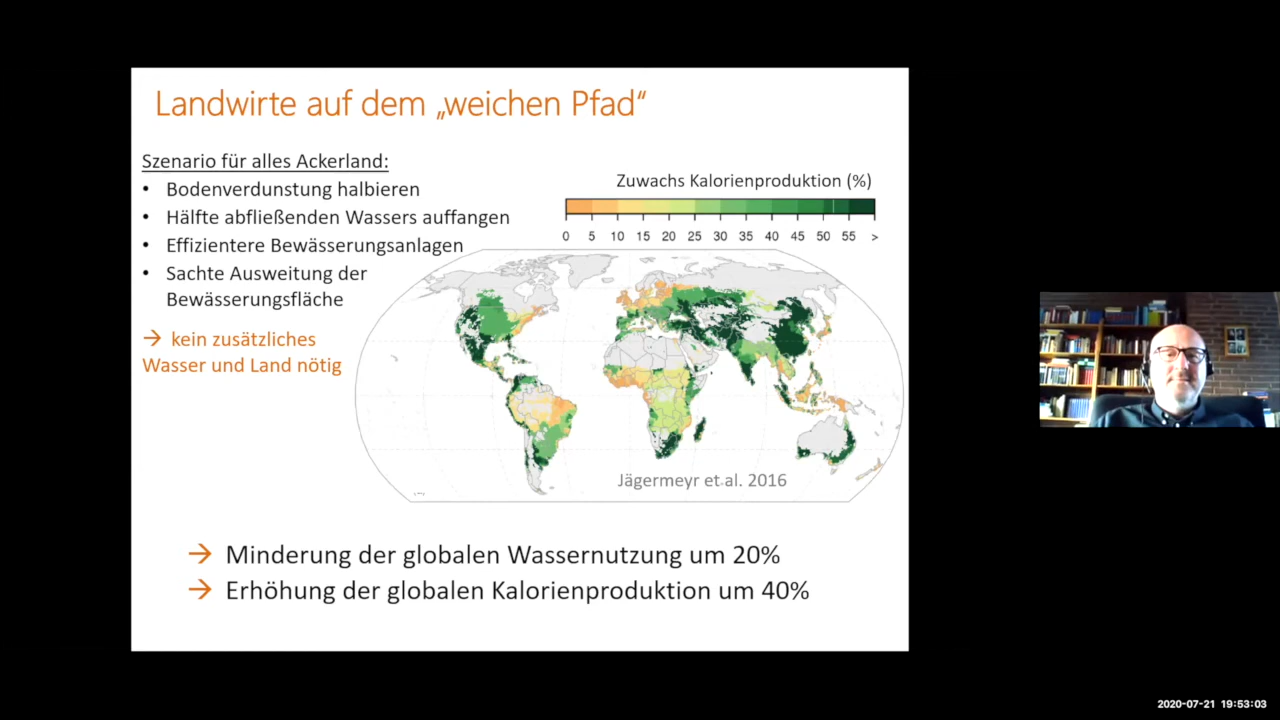 Landwirte auf dem „weichen Pfad“
Szenario für alles Ackerland:
• Bodenverdunstung halbieren
• Hälfte abfließenden Wassers auffangen
• Effizientere Bewässerungsanlagen
• Sachte Ausweitung der
Bewässerungsfläche
→ kein zusätzliches
Wasser und Land nötig
Zuwachs Kalorienproduktion (%)
0 5 10 15 20 25 30 35 40 45 50 55 >
Jägermeyr et al. 2016
→ Minderung der globalen Wassernutzung um 20%
→ Erhöhung der globalen Kalorienproduktion um 40%
2020-07-21 19:53:03